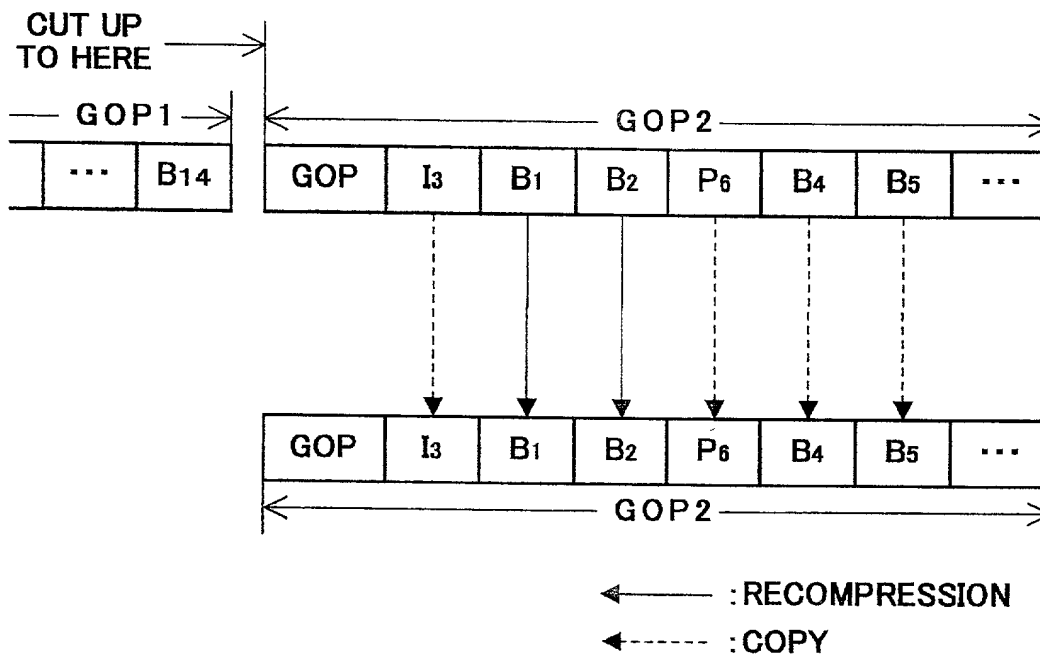 CUT UP
TO HERE
GOP1
GOP2
... B14
GOP I3 B1 B2 P6 B4 B5 ...
GOP I3 B1 B2 P6 B4 B5 ...
GOP2
:RECOMPRESSION
:COPY